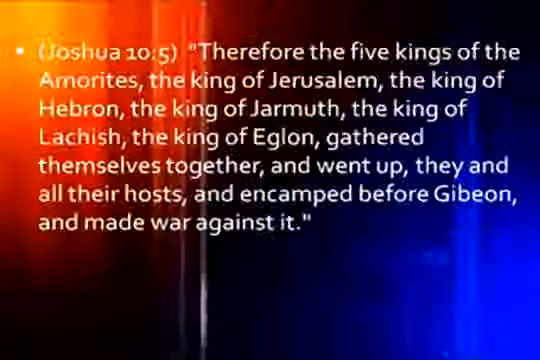 • (Joshua 10:5) "Therefore the five kings of the
Amorites, the king of Jerusalem, the king of
Hebron, the king of Jarmuth, the king of
Lachish, the king of Eglon, gathered
themselves together, and went up, they and
all their hosts, and encamped before Gibeon,
and made war against it."